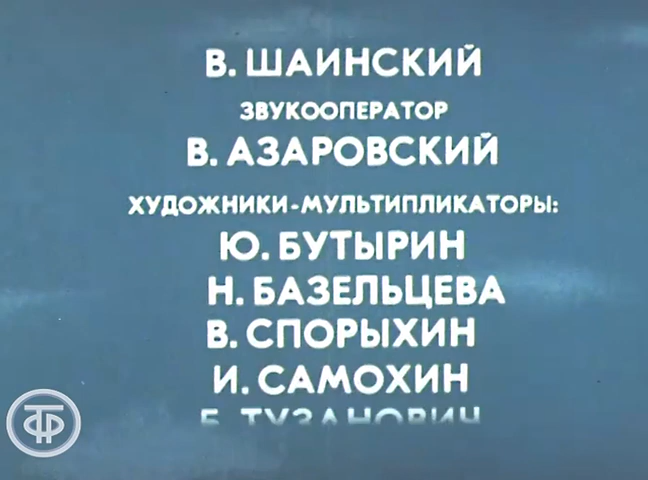 В. ШАИНСКИЙ
ЗВУКООПЕРАТОР
В. АЗАРОВСКИЙ
ХУДОЖНИКИ-МУЛЬТИПЛИКАТОРЫ:
Ю. БУТЫРИН
Н. БАЗЕЛЬЦЕВА
В. СПОРЫХИН
И. САМОХИН